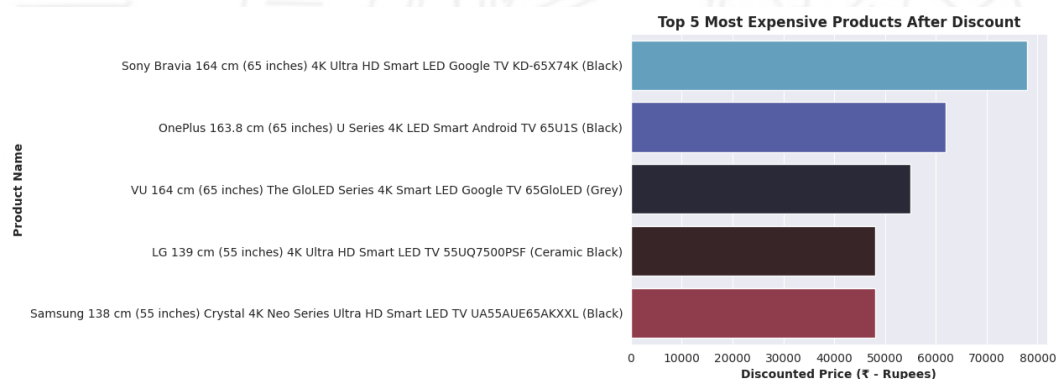 Top 5 Most Expensive Products After Discount
Product Name
Sony Bravia 164 cm (65 inches) 4K Ultra HD Smart LED Google TV KD-65X74K (Black)
OnePlus 163.8 cm (65 inches) U Series 4K LED Smart Android TV 65U1S (Black)
VU 164 cm (65 inches) The GloLED Series 4K Smart LED Google TV 65GloLED (Grey)
LG 139 cm (55 inches) 4K Ultra HD Smart LED TV 55UQ7500PSF (Ceramic Black)
Samsung 138 cm (55 inches) Crystal 4K Neo Series Ultra HD Smart LED TV UA55AUE65AKXXL (Black)
0 10000 20000 30000 40000 50000 60000 70000 80000
Discounted Price (₹ - Rupees)